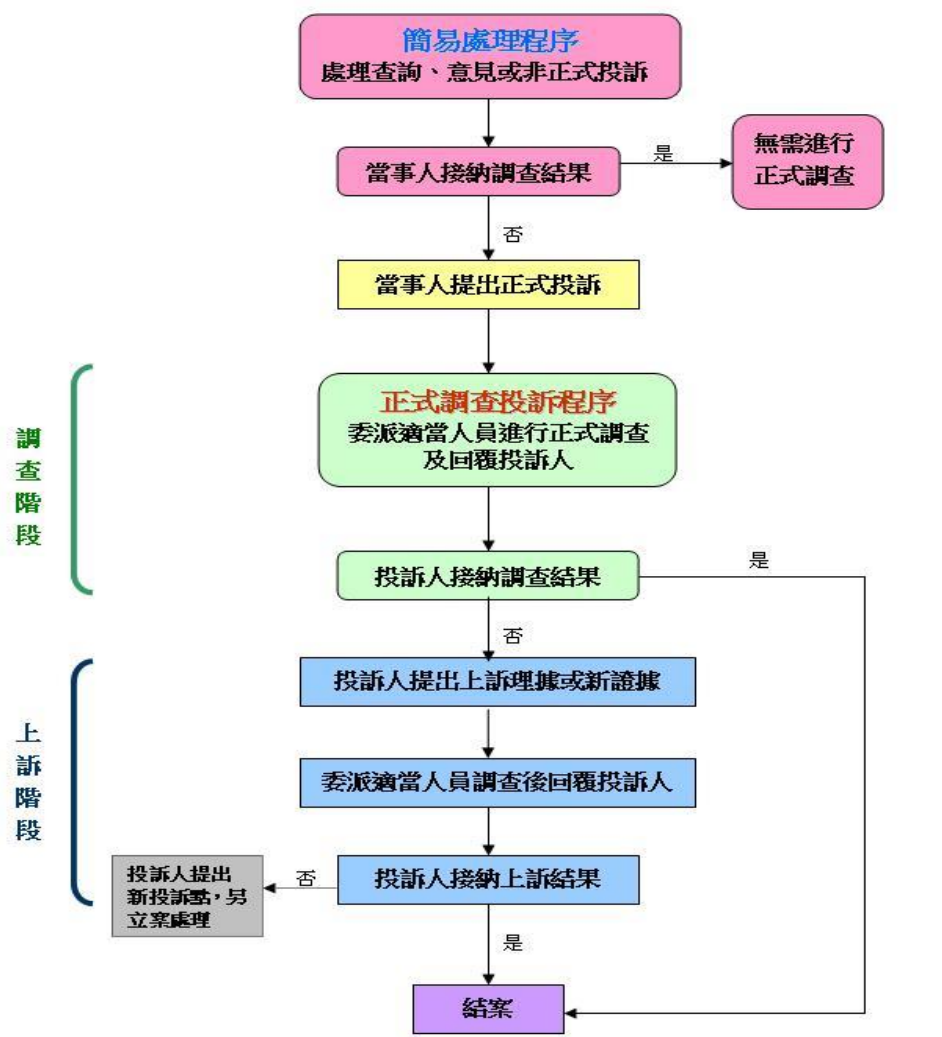 簡易處理程序
處理查詢、意見或非正式投訴
當事人接納調查結果
是
無需進行
正式調查
否
當事人提出正式投訴
調
查
階
段
正式調查投訴程序
委派適當人員進行正式調查
及回覆投訴人
投訴人接納調查結果
是
否
上
訴
階
段
投訴人提出上訴理據或新證據
委派適當人員調查後回覆投訴人
投訴人接納上訴結果
否
投訴人提出
新投訴點，另
立案處理
是
結案